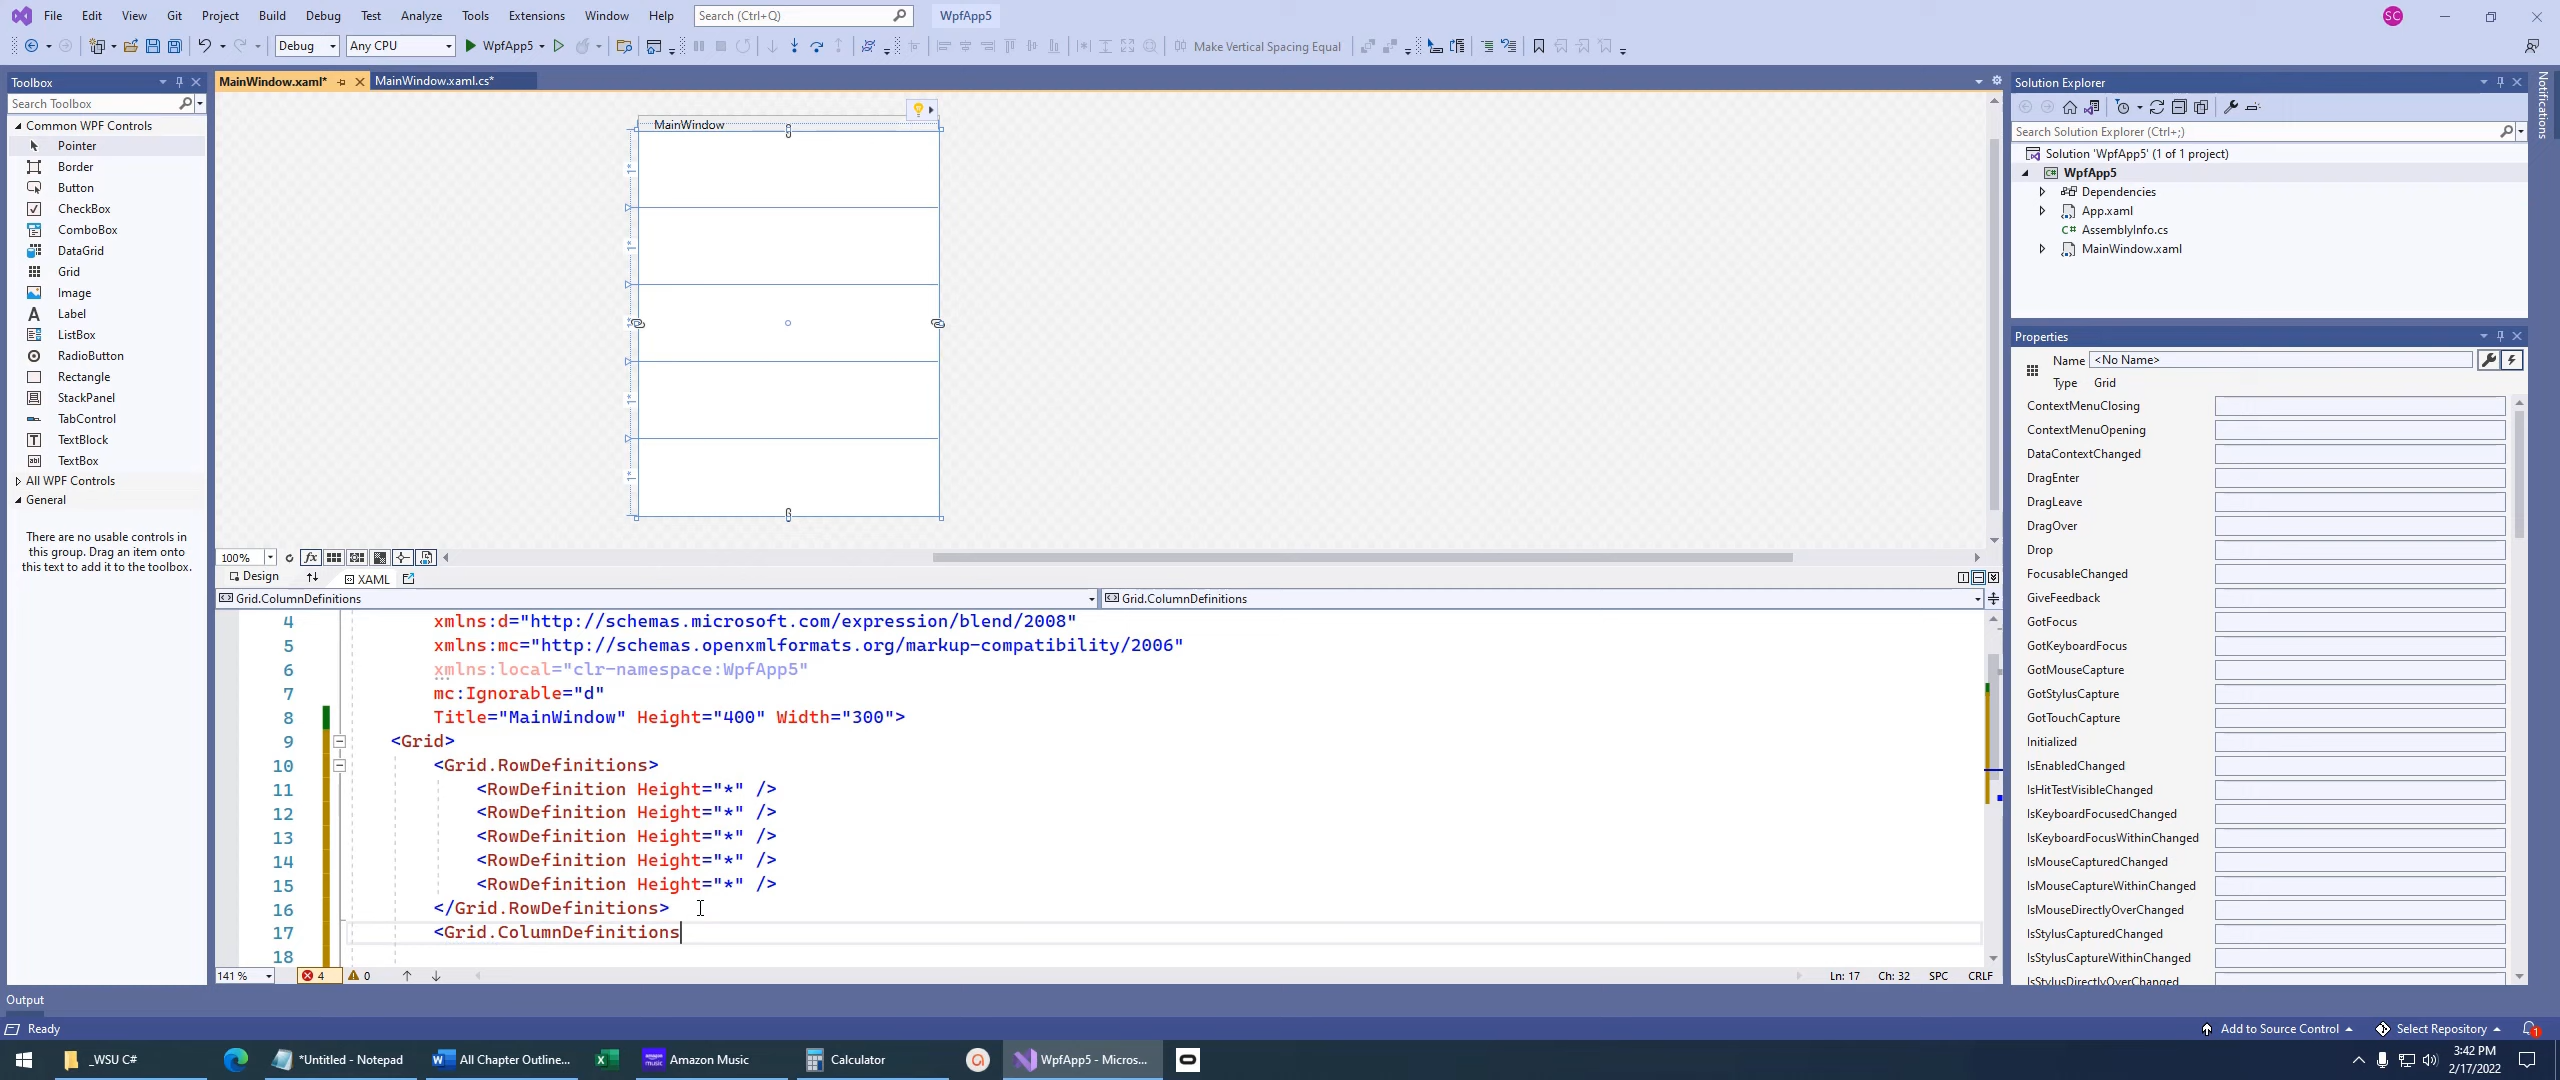 File Edit View Git Project Build Debug Test Analyze Tools Extensions Window Help Search (Ctrl+Q) WpfApp5 SC
Debug Any CPU WpfApp5 Make Vertical Spacing Equal
Toolbox
Search Toolbox
Common WPF Controls
Pointer
Border
Button
CheckBox
ComboBox
DataGrid
Grid
Image
Label
ListBox
RadioButton
Rectangle
StackPanel
TabControl
TextBlock
TextBox
All WPF Controls
General
There are no usable controls in
this group. Drag an item onto
this text to add it to the toolbox.
MainWindow.xaml* MainWindow.xaml.cs*
MainWindow
1*
1*
1*
1*
1*
100% fx
Design XAML
Grid.ColumnDefinitions Grid.ColumnDefinitions
4 xmlns:d="http://schemas.microsoft.com/expression/blend/2008"
5 xmlns:mc="http://schemas.openxmlformats.org/markup-compatibility/2006"
6 xmlns:local="clr-namespace:WpfApp5"
7 mc:Ignorable="d"
8 Title="MainWindow" Height="400" Width="300">
9 <Grid>
10 <Grid.RowDefinitions>
11 <RowDefinition Height="*" />
12 <RowDefinition Height="*" />
13 <RowDefinition Height="*" />
14 <RowDefinition Height="*" />
15 <RowDefinition Height="*" />
16 </Grid.RowDefinitions>
17 <Grid.ColumnDefinitions
18
141 % 4 0 Ln: 17 Ch: 32 SPC CRLF
Solution Explorer
Search Solution Explorer (Ctrl+;)
Solution 'WpfApp5' (1 of 1 project)
WpfApp5
Dependencies
App.xaml
C# AssemblyInfo.cs
MainWindow.xaml
Properties
Name <No Name>
Type Grid
ContextMenuClosing
ContextMenuOpening
DataContextChanged
DragEnter
DragLeave
DragOver
Drop
FocusableChanged
GiveFeedback
GotFocus
GotKeyboardFocus
GotMouseCapture
GotStylusCapture
GotTouchCapture
Initialized
IsEnabledChanged
IsHitTestVisibleChanged
IsKeyboardFocusedChanged
IsKeyboardFocusWithinChanged
IsMouseCapturedChanged
IsMouseCaptureWithinChanged
IsMouseDirectlyOverChanged
IsStylusCapturedChanged
IsStylusCaptureWithinChanged
IsStylusDirectlyOverChanged
Notifications
Output
Ready Add to Source Control Select Repository 1
_WSU C# *Untitled - Notepad All Chapter Outline... Amazon Music Calculator WpfApp5 - Micros... 3:42 PM
2/17/2022